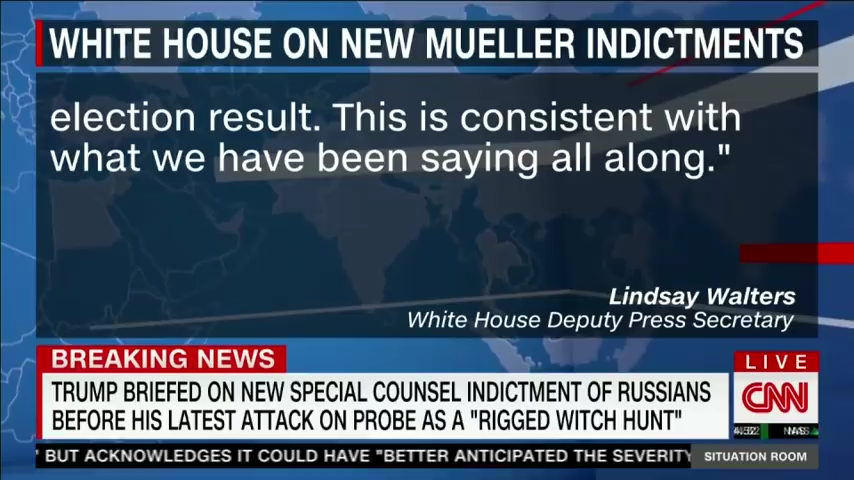 WHITE HOUSE ON NEW MUELLER INDICTMENTS
election result. This is consistent with
what we have been saying all along."
Lindsay Walters
White House Deputy Press Secretary
BREAKING NEWS
TRUMP BRIEFED ON NEW SPECIAL COUNSEL INDICTMENT OF RUSSIANS
BEFORE HIS LATEST ATTACK ON PROBE AS A "RIGGED WITCH HUNT"
LIVE
CNN
" BUT ACKNOWLEDGES IT COULD HAVE "BETTER ANTICIPATED THE SEVERITY
SITUATION ROOM